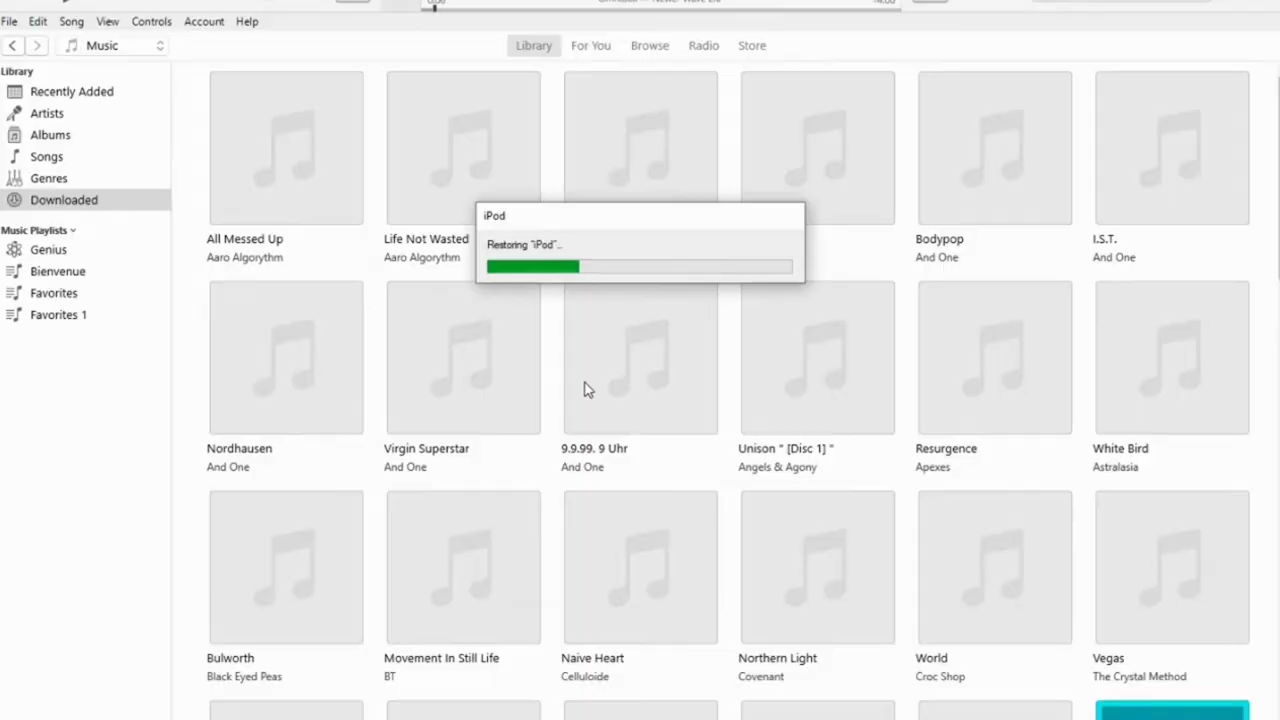 File Edit Song View Controls Account Help
Music
Library For You Browse Radio Store
Library
Recently Added
Artists
Albums
Songs
Genres
Downloaded
Music Playlists
Genius
Bienvenue
Favorites
Favorites 1
iPod
Restoring "iPod"...
All Messed Up
Aaro Algorythm
Life Not Wasted
Aaro Algorythm
Bodypop
And One
I.S.T.
And One
Nordhausen
And One
Virgin Superstar
And One
9.9.99. 9 Uhr
And One
Unison " [Disc 1] "
Angels & Agony
Resurgence
Apexes
White Bird
Astralasia
Bulworth
Black Eyed Peas
Movement In Still Life
BT
Naive Heart
Celluloide
Northern Light
Covenant
World
Croc Shop
Vegas
The Crystal Method